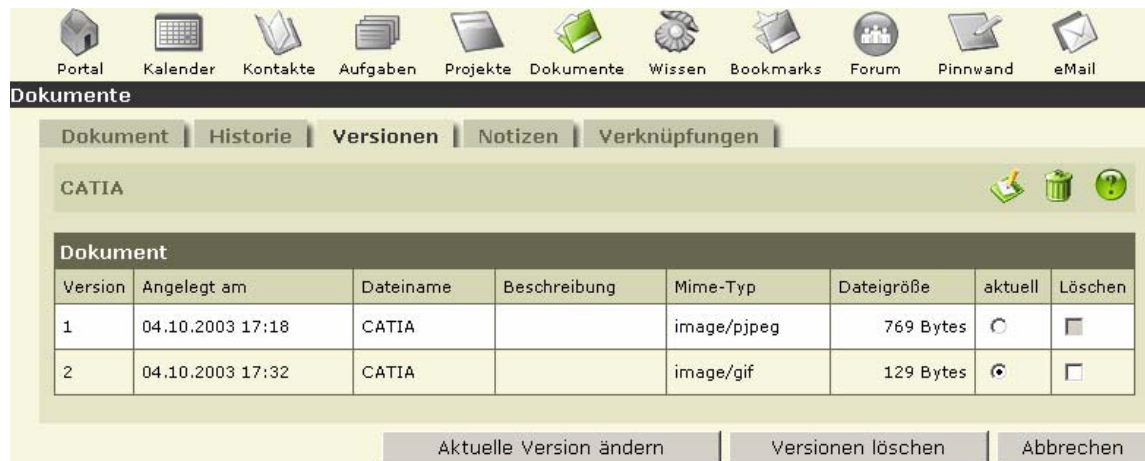 Portal Kalender Kontakte Aufgaben Projekte Dokumente Wissen Bookmarks Forum Pinnwand eMail
Dokumente
Dokument Historie Versionen Notizen Verknüpfungen
CATIA
Dokument
Version Angelegt am Dateiname Beschreibung Mime-Typ Dateigröße aktuell Löschen
1 04.10.2003 17:18 CATIA image/pjpeg 769 Bytes
2 04.10.2003 17:32 CATIA image/gif 129 Bytes
Aktuelle Version ändern Versionen löschen Abbrechen